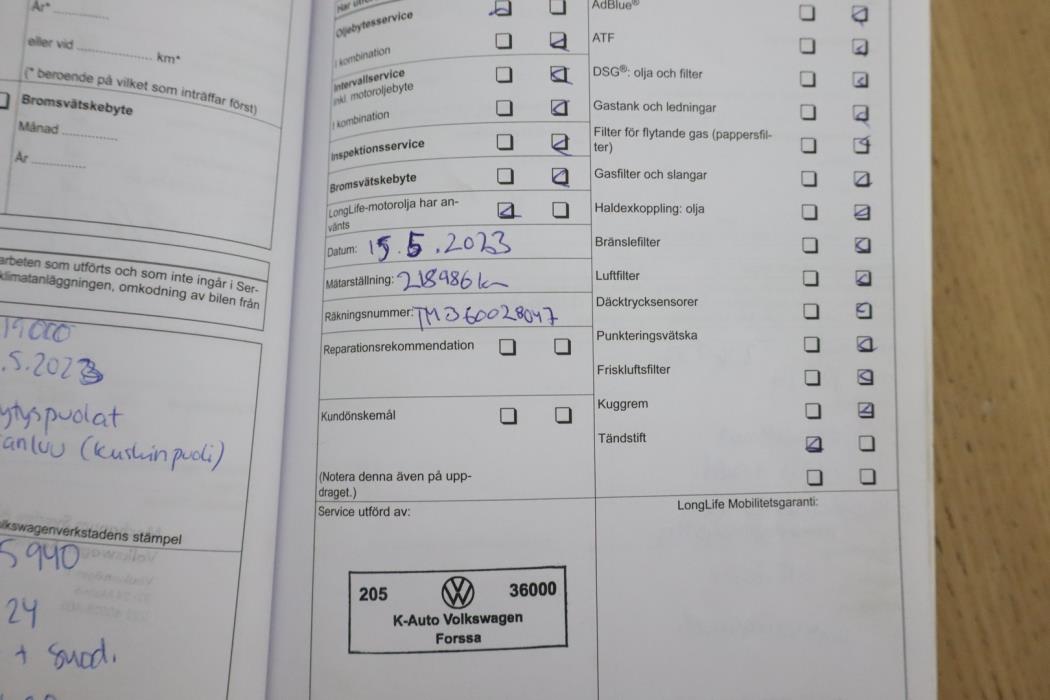 År* ..............
eller vid .................. km*
(* beroende på vilket som inträffar först)
Bromsvätskebyte
Månad .............
År .............
arbeten som utförts och som inte ingår i Ser-
klimatanläggningen, omkodning av bilen från
19000
.5.2023
ytyspuolat
anluu (kuskinpuoli)
lkswagenverkstadens stämpel
5940
24
+ suod.
Oljebytesservice
I kombination
Intervallservice
inkl. motoroljebyte
I kombination
Inspektionsservice
Bromsvätskebyte
LongLife-motorolja har an-
vänts
Datum: 15.5.2023
Mätarställning: 218986 km
Räkningsnummer: TMD60028047
Reparationsrekommendation
Kundönskemål
(Notera denna även på upp-
draget.)
Service utförd av:
205 36000
K-Auto Volkswagen
Forssa
AdBlue®
ATF
DSG®: olja och filter
Gastank och ledningar
Filter för flytande gas (pappersfil-
ter)
Gasfilter och slangar
Haldexkoppling: olja
Bränslefilter
Luftfilter
Däcktrycksensorer
Punkteringsvätska
Friskluftsfilter
Kuggrem
Tändstift
LongLife Mobilitetsgaranti: